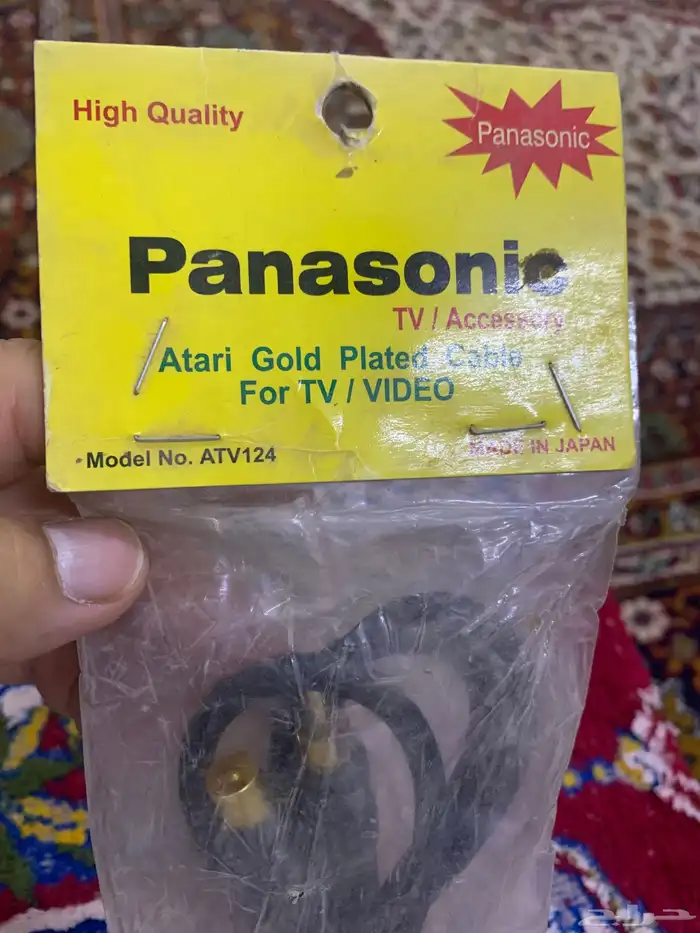 High Quality
Panasonic
Panasonic
TV / Accessory
Atari Gold Plated Cable
For TV / VIDEO
Model No. ATV124
MADE IN JAPAN
حراج